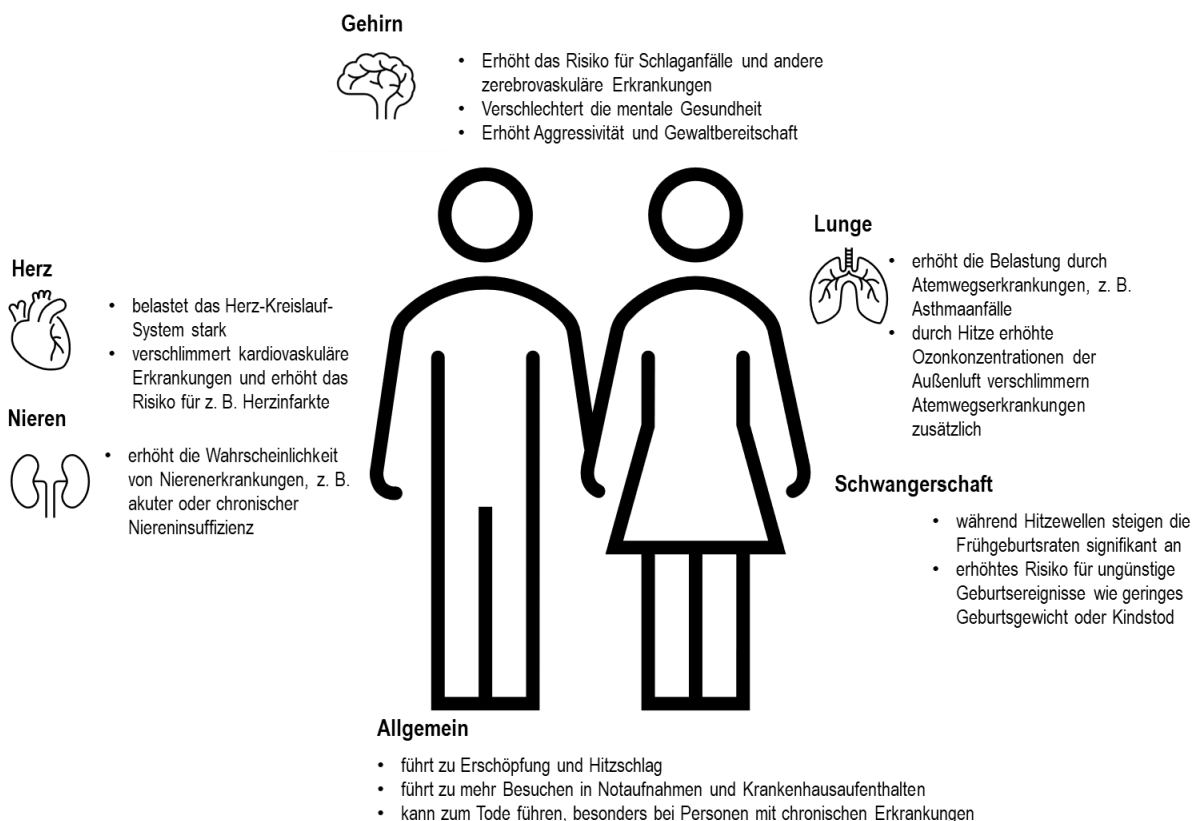 Gehirn
• Erhöht das Risiko für Schlaganfälle und andere
zerebrovaskuläre Erkrankungen
• Verschlechtert die mentale Gesundheit
• Erhöht Aggressivität und Gewaltbereitschaft
Herz
• belastet das Herz-Kreislauf-
System stark
• verschlimmert kardiovaskuläre
Erkrankungen und erhöht das
Risiko für z. B. Herzinfarkte
Nieren
• erhöht die Wahrscheinlichkeit
von Nierenerkrankungen, z. B.
akuter oder chronischer
Niereninsuffizienz
Lunge
• erhöht die Belastung durch
Atemwegserkrankungen, z. B.
Asthmaanfälle
• durch Hitze erhöhte
Ozonkonzentrationen der
Außenluft verschlimmern
Atemwegserkrankungen
zusätzlich
Schwangerschaft
• während Hitzewellen steigen die
Frühgeburtsraten signifikant an
• erhöhtes Risiko für ungünstige
Geburtsereignisse wie geringes
Geburtsgewicht oder Kindstod
Allgemein
• führt zu Erschöpfung und Hitzschlag
• führt zu mehr Besuchen in Notaufnahmen und Krankenhausaufenthalten
• kann zum Tode führen, besonders bei Personen mit chronischen Erkrankungen